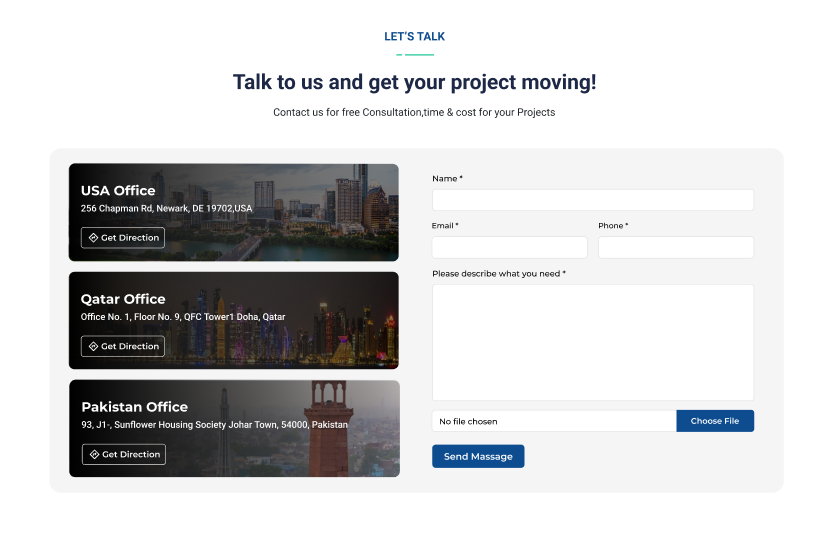 LET'S TALK
Talk to us and get your project moving!
Contact us for free Consultation,time & cost for your Projects
USA Office
256 Chapman Rd, Newark, DE 19702,USA
Get Direction
Qatar Office
Office No. 1, Floor No. 9, QFC Tower1 Doha, Qatar
Get Direction
Pakistan Office
93, J1-, Sunflower Housing Society Johar Town, 54000, Pakistan
Get Direction
Name *
Email *
Phone *
Please describe what you need *
No file chosen
Choose File
Send Massage